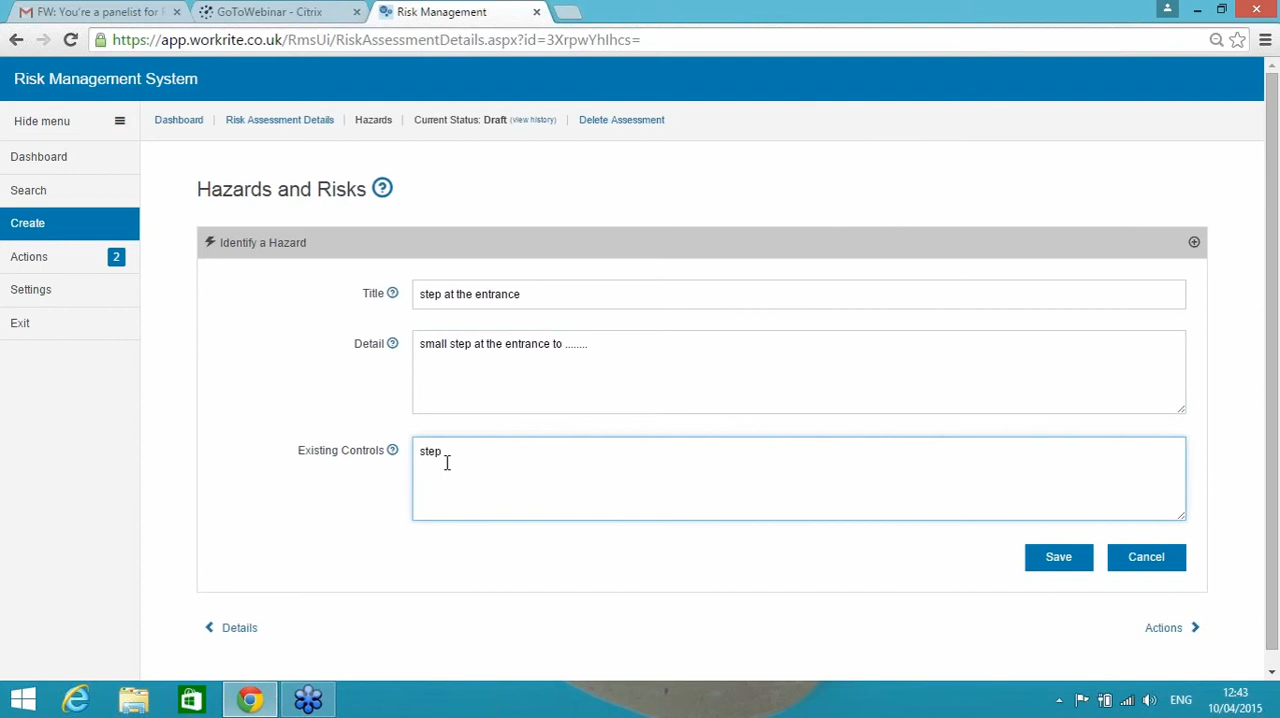 FW: You're a panelist for F
GoToWebinar - Citrix
Risk Management
https://app.workrite.co.uk/RmsUi/RiskAssessmentDetails.aspx?id=3XrpwYhIhcs=
Risk Management System
Hide menu
Dashboard | Risk Assessment Details | Hazards | Current Status: Draft (view history) | Delete Assessment
Dashboard
Search
Create
Actions 2
Settings
Exit
Hazards and Risks ?
Identify a Hazard
Title ? step at the entrance
Detail ? small step at the entrance to ........
Existing Controls ? step
Save Cancel
Details
Actions
ENG
12:43
10/04/2015